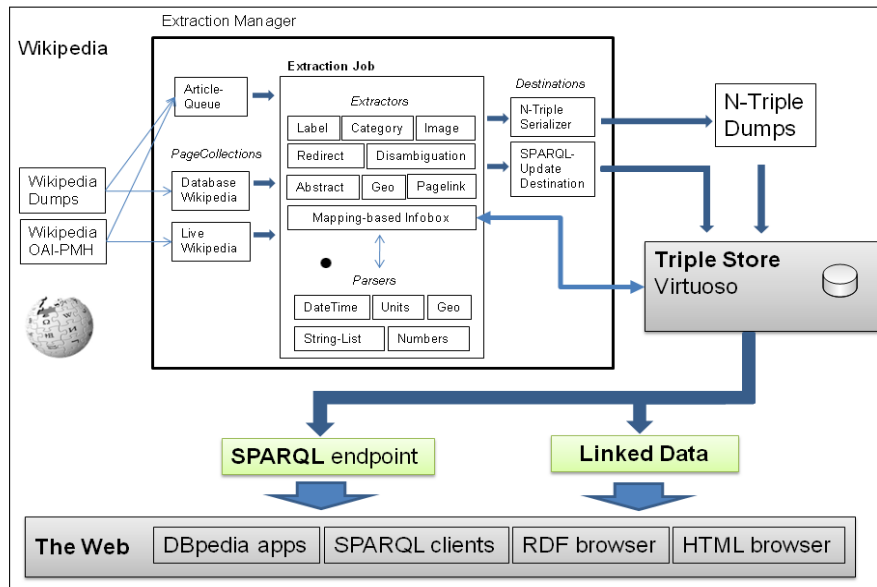 Extraction Manager
Wikipedia
Extraction Job
Article-
Queue
PageCollections
Database
Wikipedia
Live
Wikipedia
Wikipedia
Dumps
Wikipedia
OAI-PMH
Extractors
Label
Category
Image
Redirect
Disambiguation
Abstract
Geo
Pagelink
Mapping-based Infobox
Parsers
DateTime
Units
Geo
String-List
Numbers
Destinations
N-Triple
Serializer
SPARQL-
Update
Destination
N-Triple
Dumps
Triple Store
Virtuoso
SPARQL endpoint
Linked Data
The Web
DBpedia apps
SPARQL clients
RDF browser
HTML browser